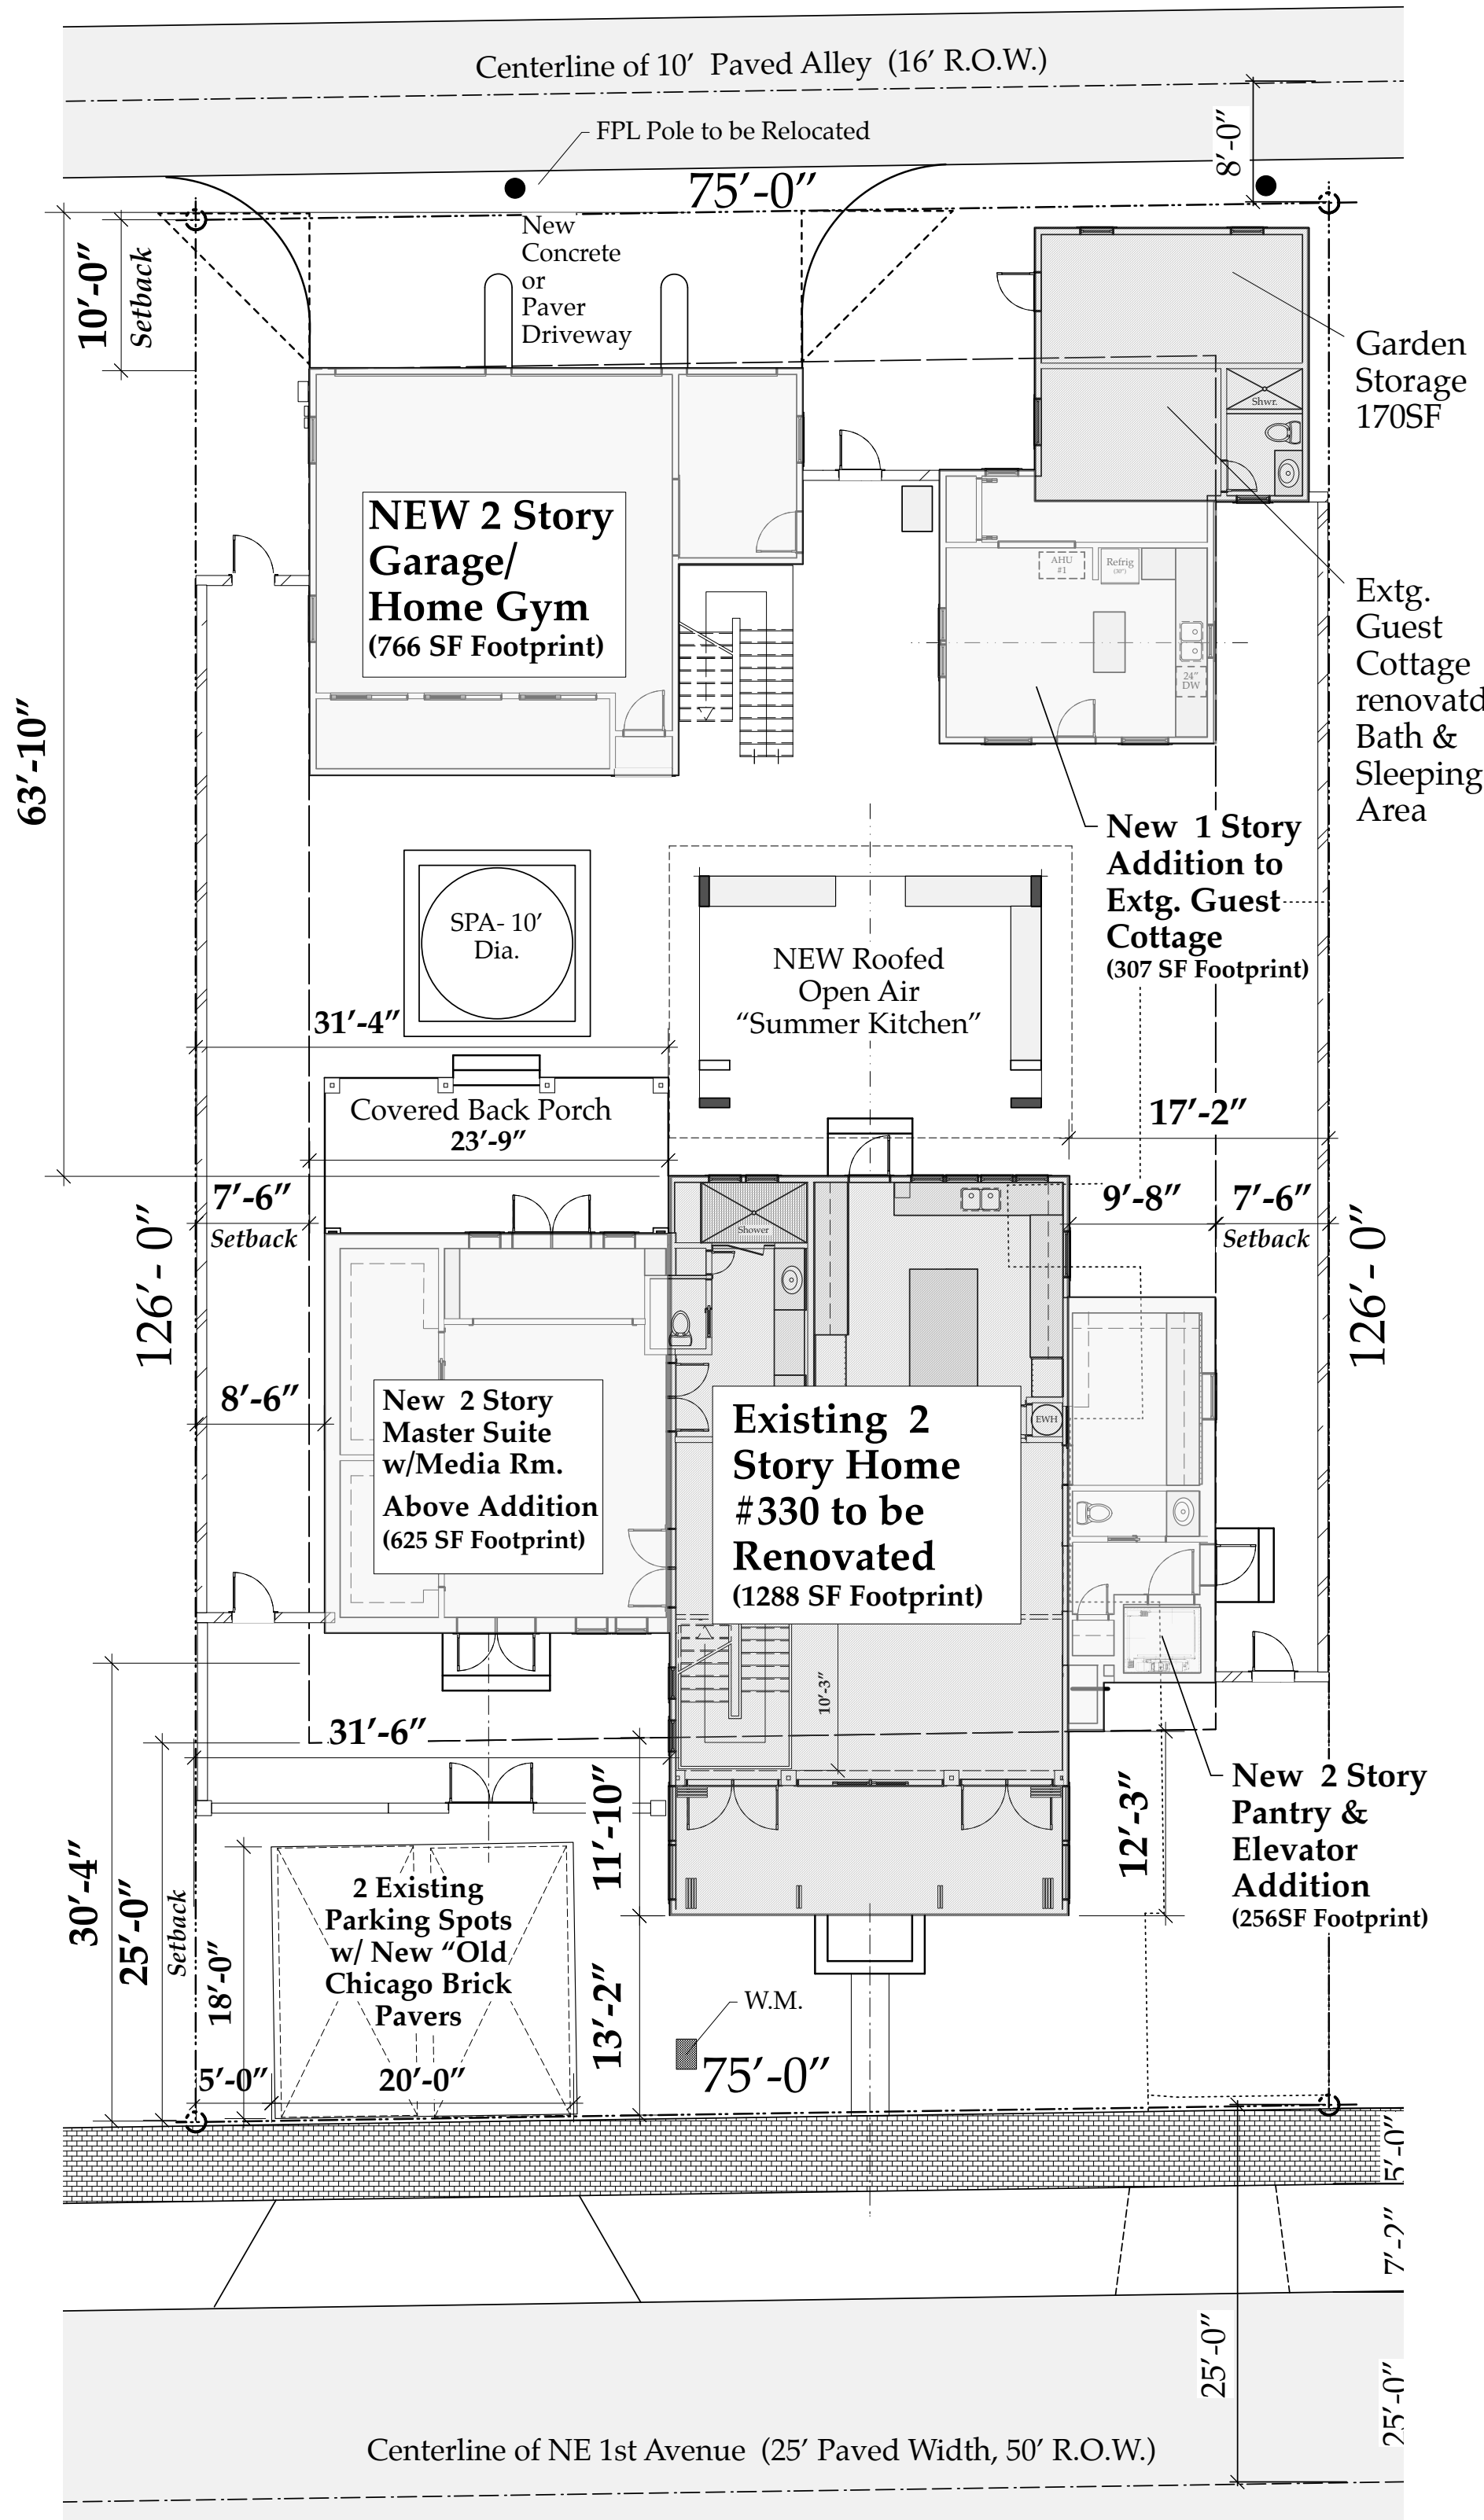 Centerline of 10’ Paved Alley (16’ R.O.W.)
FPL Pole to be Relocated
8’-0”
75’-0”
New
Concrete
or
Paver
Driveway
10’-0”
Setback
Garden
Storage
170SF
Shwr.
NEW 2 Story
Garage/
Home Gym
(766 SF Footprint)
AHU
#1
Refrig
(30")
24”
DW
Extg.
Guest
Cottage
renovatd
Bath &
Sleeping
Area
63’-10”
New 1 Story
Addition to
Extg. Guest
Cottage
(307 SF Footprint)
SPA- 10’
Dia.
NEW Roofed
Open Air
“Summer Kitchen”
31’-4”
Covered Back Porch
23’-9”
17’-2”
7’-6”
Setback
9’-8”
7’-6”
Setback
126’- 0”
126’- 0”
Shower
8’-6”
New 2 Story
Master Suite
w/Media Rm.
Above Addition
(625 SF Footprint)
Existing 2
Story Home
#330 to be
Renovated
(1288 SF Footprint)
EWH
10’-3”
31’-6”
11’-10”
12’-3”
New 2 Story
Pantry &
Elevator
Addition
(256SF Footprint)
30’-4”
25’-0”
Setback
18’-0”
2 Existing
Parking Spots
w/ New “Old
Chicago Brick
Pavers
13’-2”
W.M.
5’-0”
20’-0”
75’-0”
5’-0”
7’-2”
25’-0”
25’-0”
Centerline of NE 1st Avenue (25’ Paved Width, 50’ R.O.W.)